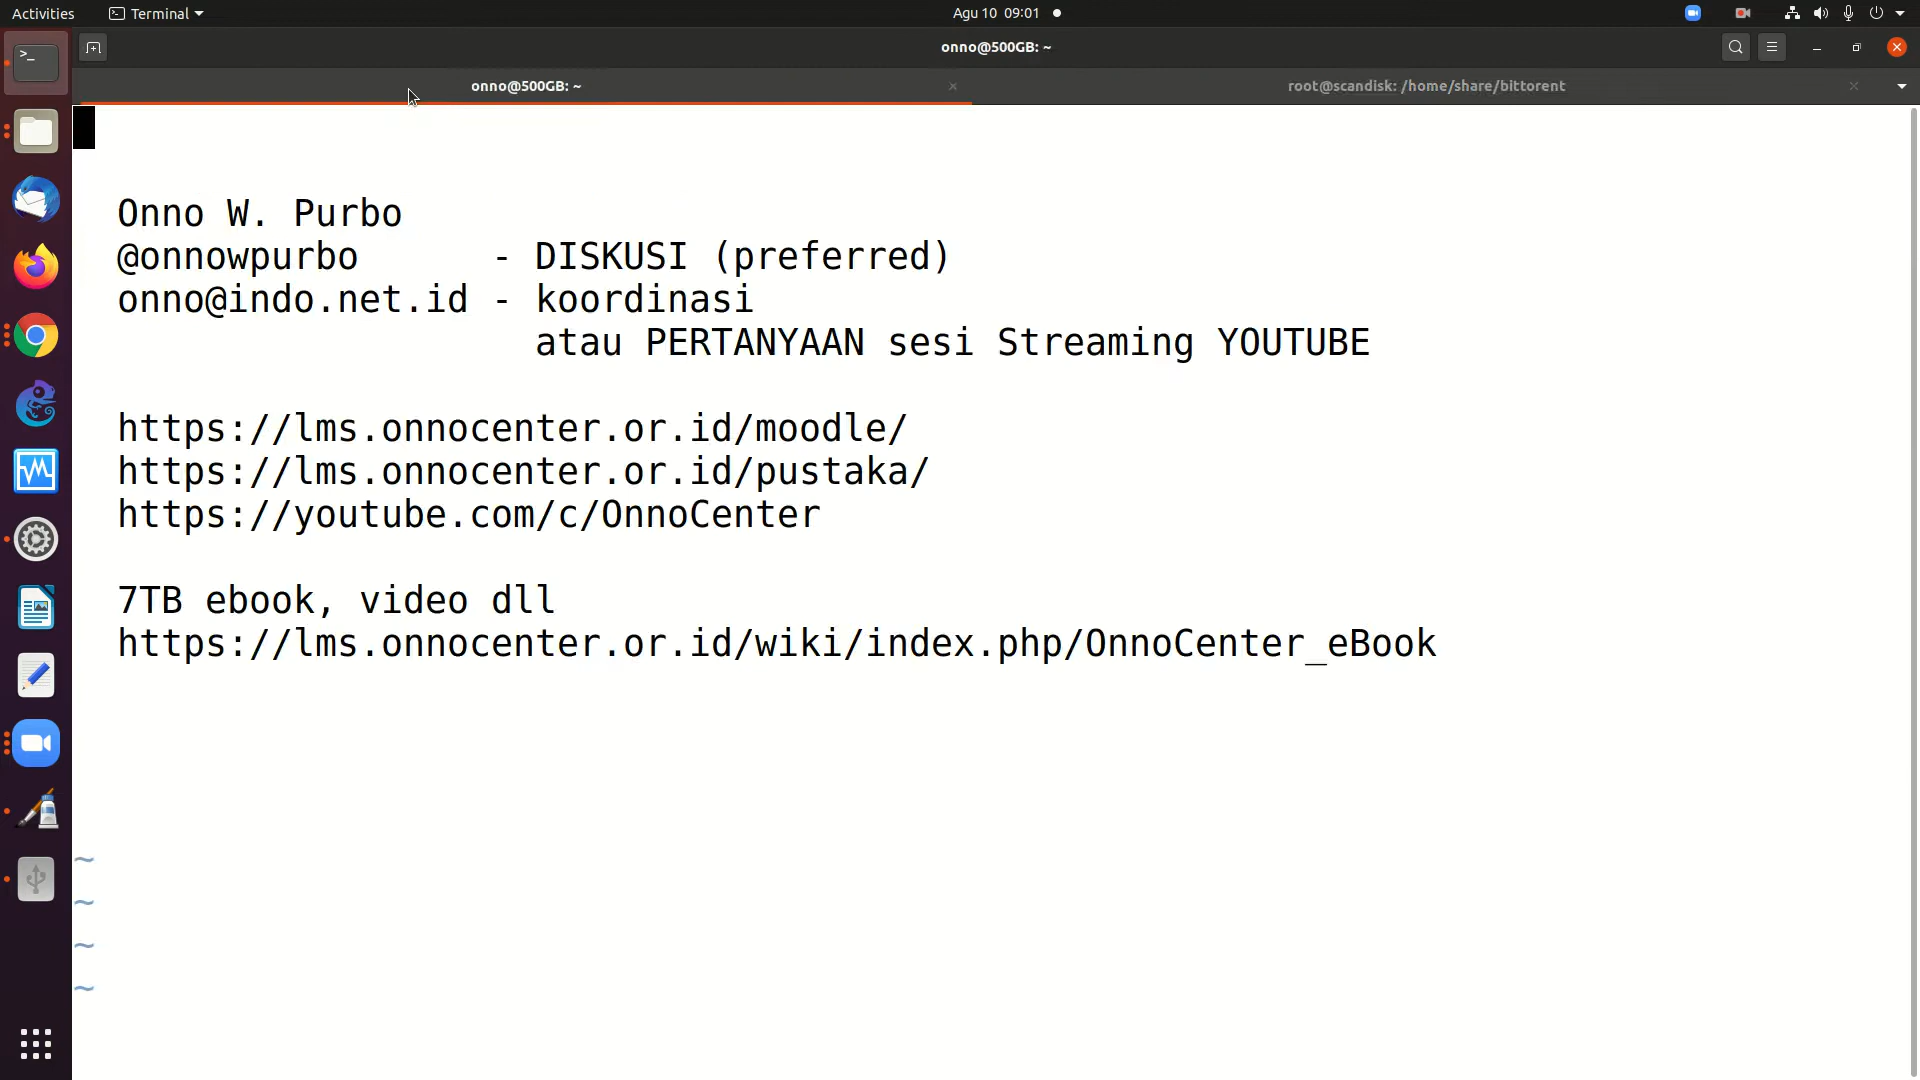 Activities
Terminal
Agu 10 09:01
onno@500GB: ~
onno@500GB: ~
root@scandisk: /home/share/bittorent
Onno W. Purbo
@onnowpurbo - DISKUSI (preferred)
onno@indo.net.id - koordinasi
atau PERTANYAAN sesi Streaming YOUTUBE
https://lms.onnocenter.or.id/moodle/
https://lms.onnocenter.or.id/pustaka/
https://youtube.com/c/OnnoCenter
7TB ebook, video dll
https://lms.onnocenter.or.id/wiki/index.php/OnnoCenter_eBook
~
~
~
~